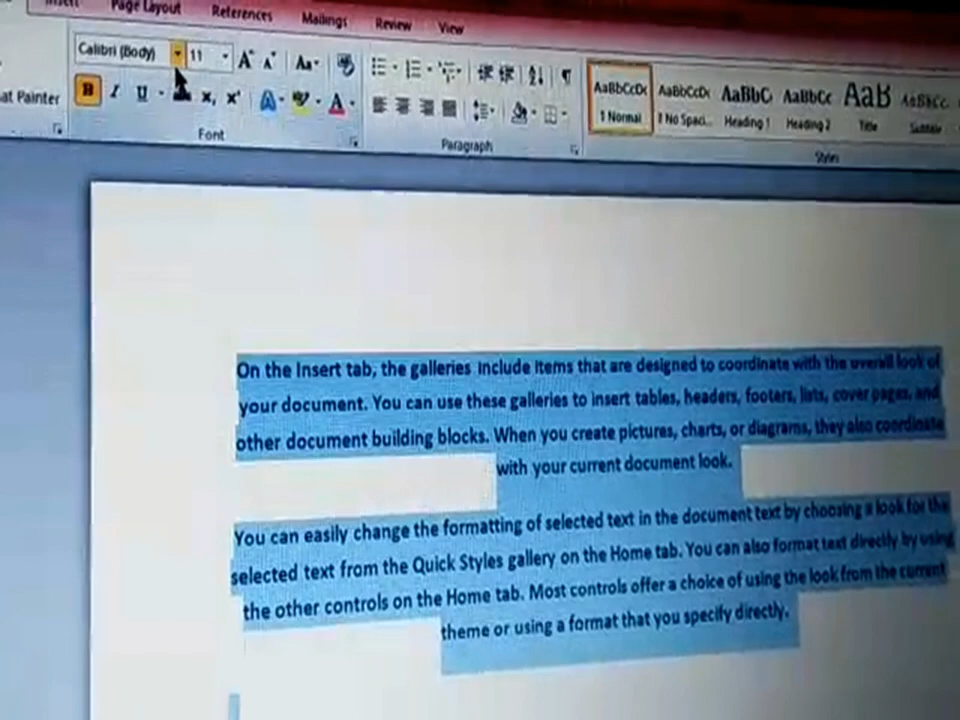 Insert Page Layout References Mailings Review View
Calibri (Body) 11
at Painter
B I U
Font
Paragraph
AaBbCcDc AaBbCcDc AaBbC AaBbCc AaB AaBbCc.
¶ Normal ¶ No Spaci... Heading 1 Heading 2 Title Subtitle
Styles
On the Insert tab, the galleries include items that are designed to coordinate with the overall look of
your document. You can use these galleries to insert tables, headers, footers, lists, cover pages, and
other document building blocks. When you create pictures, charts, or diagrams, they also coordinate
with your current document look.
You can easily change the formatting of selected text in the document text by choosing a look for the
selected text from the Quick Styles gallery on the Home tab. You can also format text directly by using
the other controls on the Home tab. Most controls offer a choice of using the look from the current
theme or using a format that you specify directly.